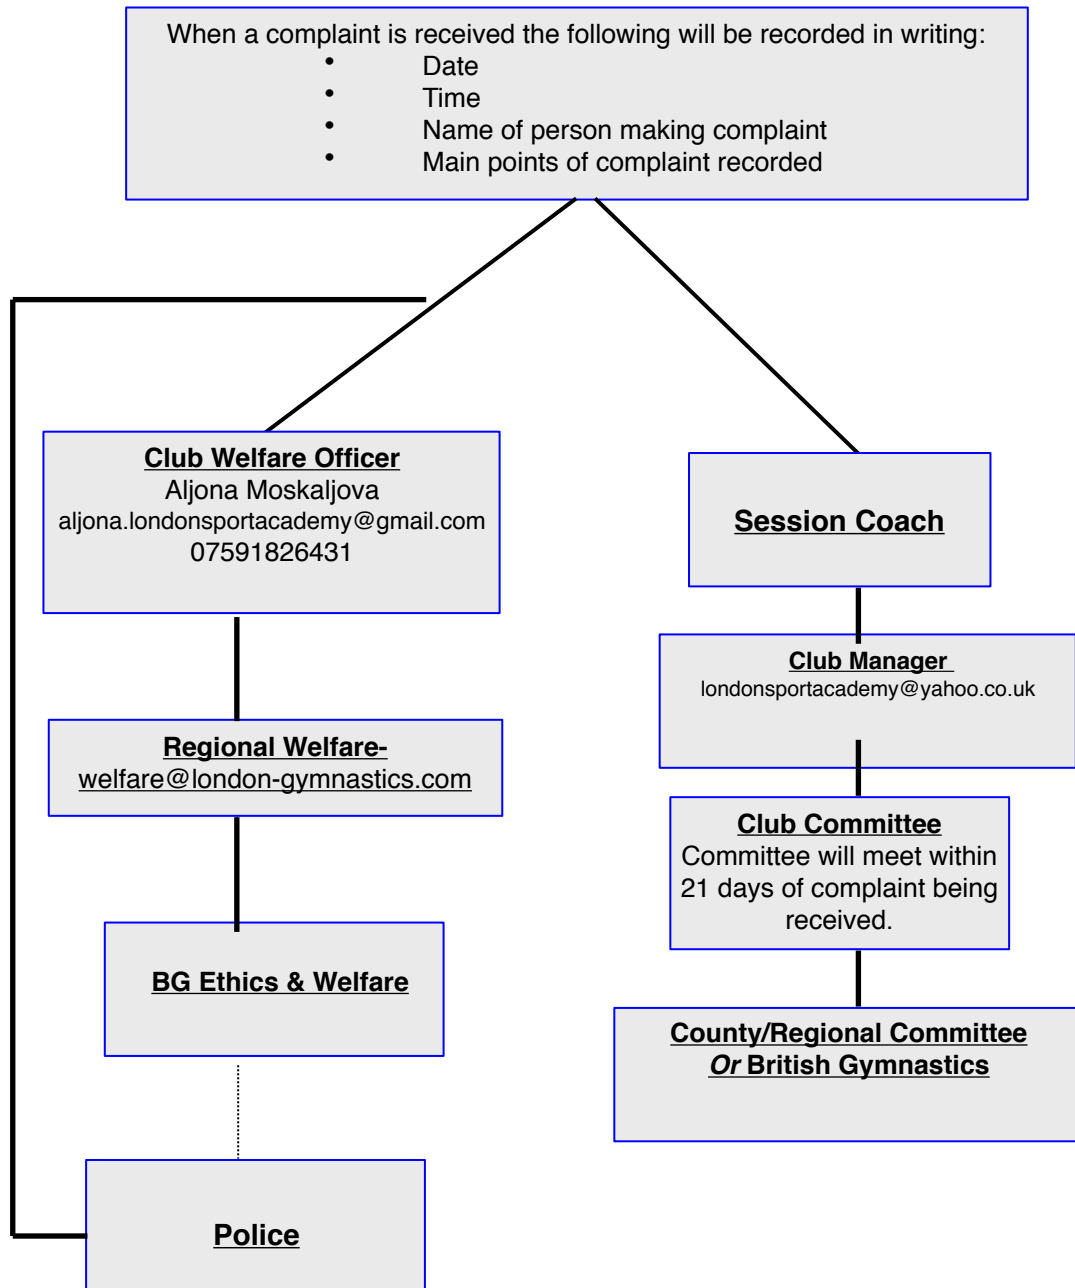 When a complaint is received the following will be recorded in writing:
• Date
• Time
• Name of person making complaint
• Main points of complaint recorded
Club Welfare Officer
Aljona Moskaljova
aljona.londonsportacademy@gmail.com
07591826431
Regional Welfare-
welfare@london-gymnastics.com
BG Ethics & Welfare
Police
Session Coach
Club Manager
londonsportacademy@yahoo.co.uk
Club Committee
Committee will meet within
21 days of complaint being
received.
County/Regional Committee
Or British Gymnastics